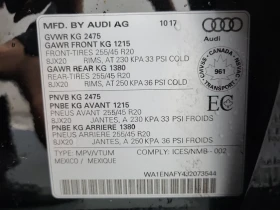 MFD. BY AUDI AG 10 17
Audi
GVWR KG 2475
GAWR FRONT KG 1215
FRONT-TIRES 255/45 R20
8JX20 RIMS, AT 230 KPA 33 PSI COLD
GAWR REAR KG 1380
REAR-TIRES 255/45 R20
8JX20 RIMS, AT 250 KPA 36 PSI COLD
CANADA
961
TRANSPORT
PNVB KG 2475
PNBE KG AVANT 1215
PNEUS AVANT 255/45 R20
8JX20 JANTES, A 230 KPA 33 PSI FROIDS
PNBE KG ARRIERE 1380
PNEUS ARRIERE 255/45 R20
8JX20 JANTES, A 250 KPA 36 PSI FROIDS
EC
TYPE: MPV/VTUM COMPLY: ICES/NMB - 002
MEXICO / MEXIQUE
WA1ENAFY4J2073544